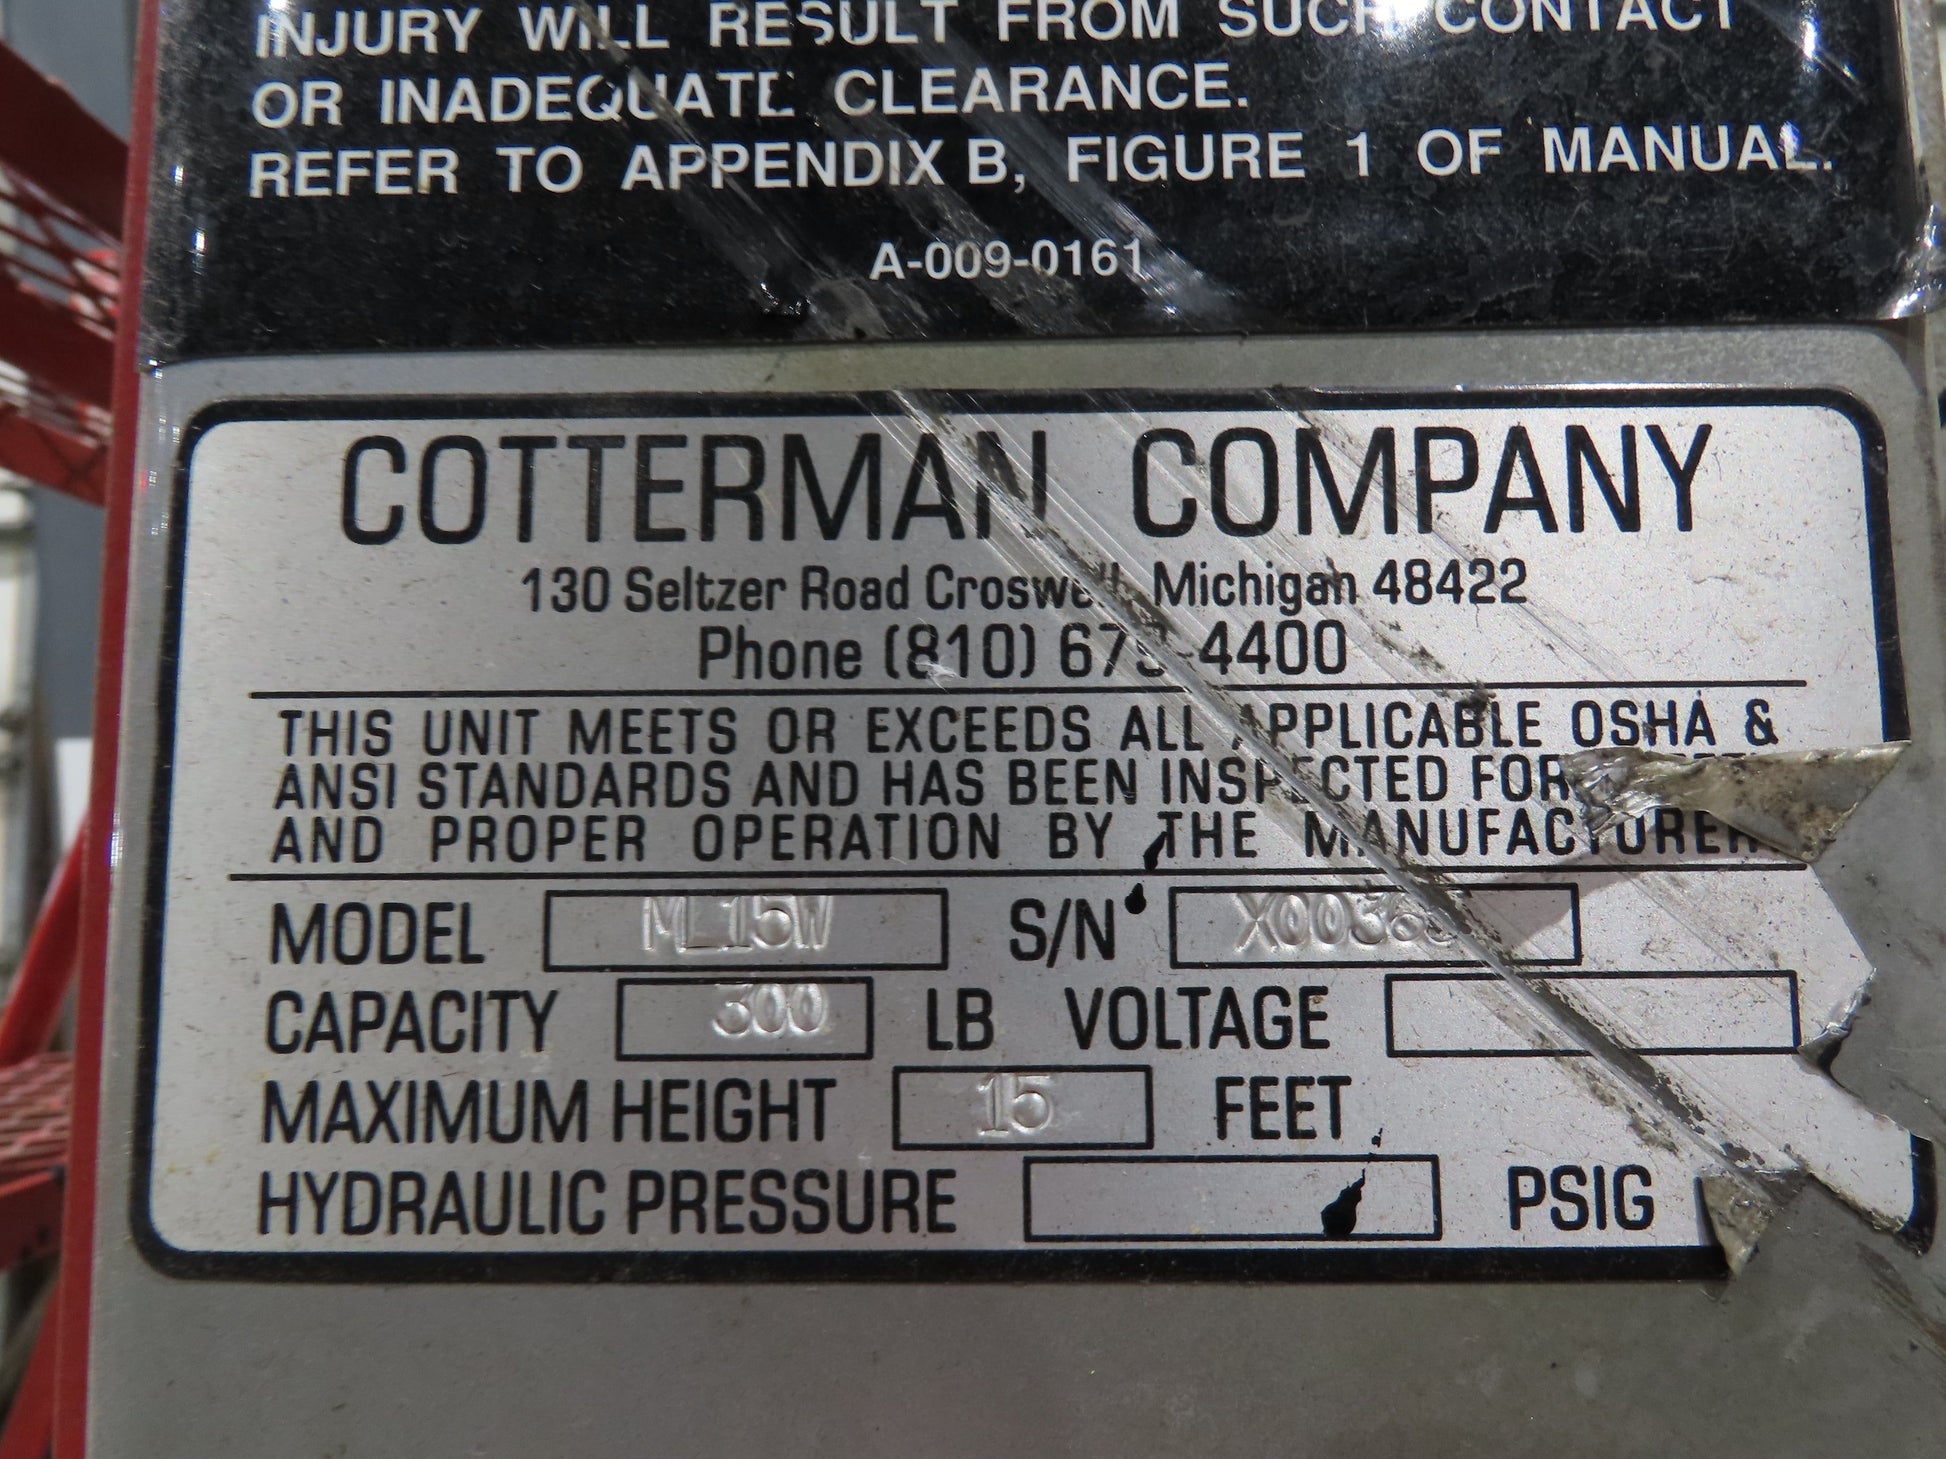 INJURY WILL RESULT FROM SUCH CONTACT
OR INADEQUATE CLEARANCE.
REFER TO APPENDIX B, FIGURE 1 OF MANUAL.
A-009-0161
COTTERMAN COMPANY
130 Seltzer Road Croswell, Michigan 48422
Phone (810) 679-4400
THIS UNIT MEETS OR EXCEEDS ALL APPLICABLE OSHA &
ANSI STANDARDS AND HAS BEEN INSPECTED FOR
AND PROPER OPERATION BY THE MANUFACTURER
MODEL ML15W S/N
CAPACITY 300 LB VOLTAGE
MAXIMUM HEIGHT 15 FEET
HYDRAULIC PRESSURE PSIG